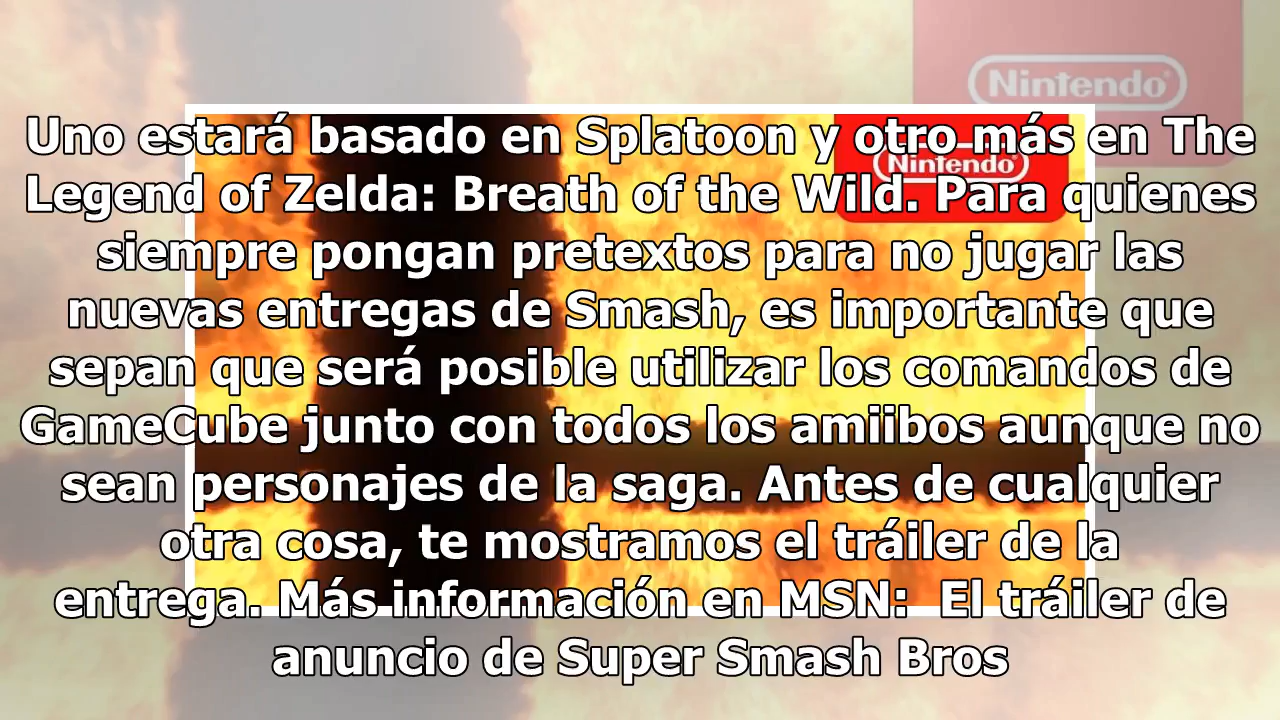 Nintendo
Uno estará basado en Splatoon y otro más en The
Nintendo
Legend of Zelda: Breath of the Wild. Para quienes
siempre pongan pretextos para no jugar las
nuevas entregas de Smash, es importante que
sepan que será posible utilizar los comandos de
GameCube junto con todos los amiibos aunque no
sean personajes de la saga. Antes de cualquier
otra cosa, te mostramos el tráiler de la
entrega. Más información en MSN:  El tráiler de
anuncio de Super Smash Bros